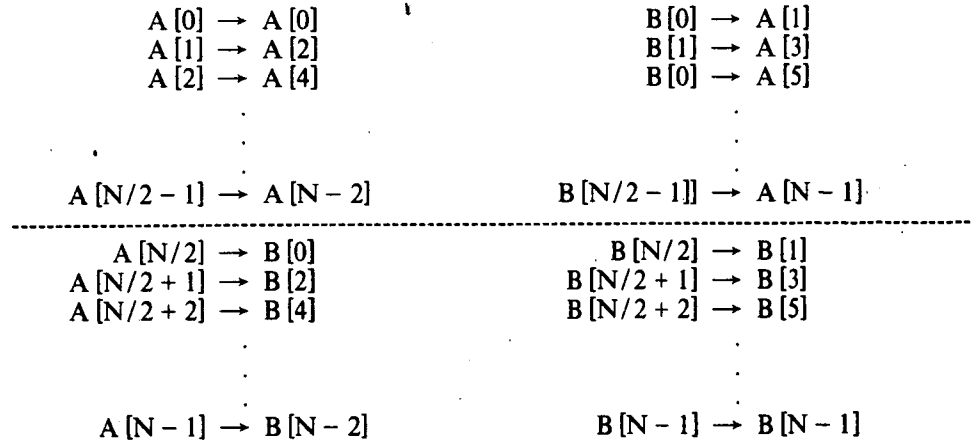 A [0] → A [0] B [0] → A [1]
A [1] → A [2] B [1] → A [3]
A [2] → A [4] B [0] → A [5]
.
.
.
A [N/2 – 1] → A [N – 2] B [N/2 – 1]] → A [N – 1]
A [N/2] → B [0] B [N/2] → B [1]
A [N/2 + 1] → B [2] B [N/2 + 1] → B [3]
A [N/2 + 2] → B [4] B [N/2 + 2] → B [5]
.
.
.
A [N – 1] → B [N – 2] B [N – 1] → B [N – 1]